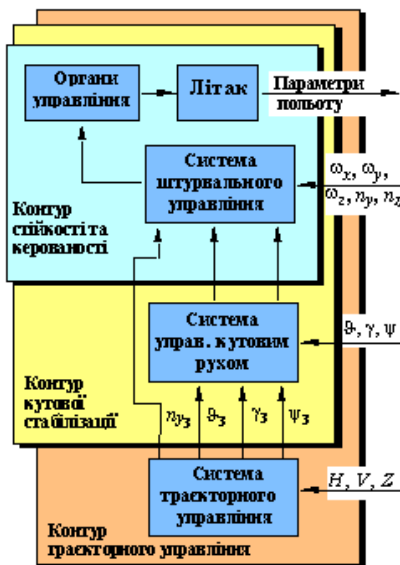 Органи
управління
Літак
Параметри
польоту
Система
штурвального
управління
ωx, ωy,
ωz, ny, nz
Контур
стійкості та
керованості
Система
управ. кутовим
рухом
ϑ, γ, ψ
Контур
кутової
стабілізації
nyз ϑз γз ψз
Система
траєкторного
управління
H, V, Z
Контур
траєкторного управління